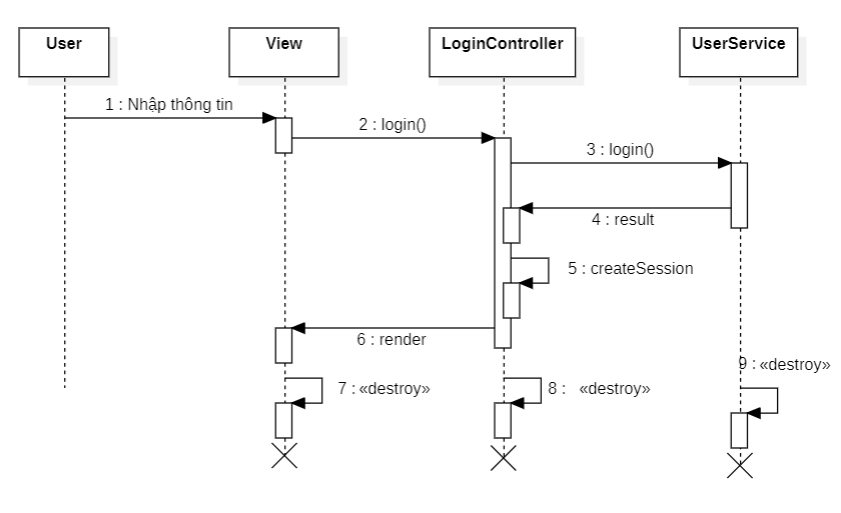 User
View
LoginController
UserService
1 : Nhập thông tin
2 : login()
3 : login()
4 : result
5 : createSession
6 : render
7 : «destroy»
8 : «destroy»
9 : «destroy»